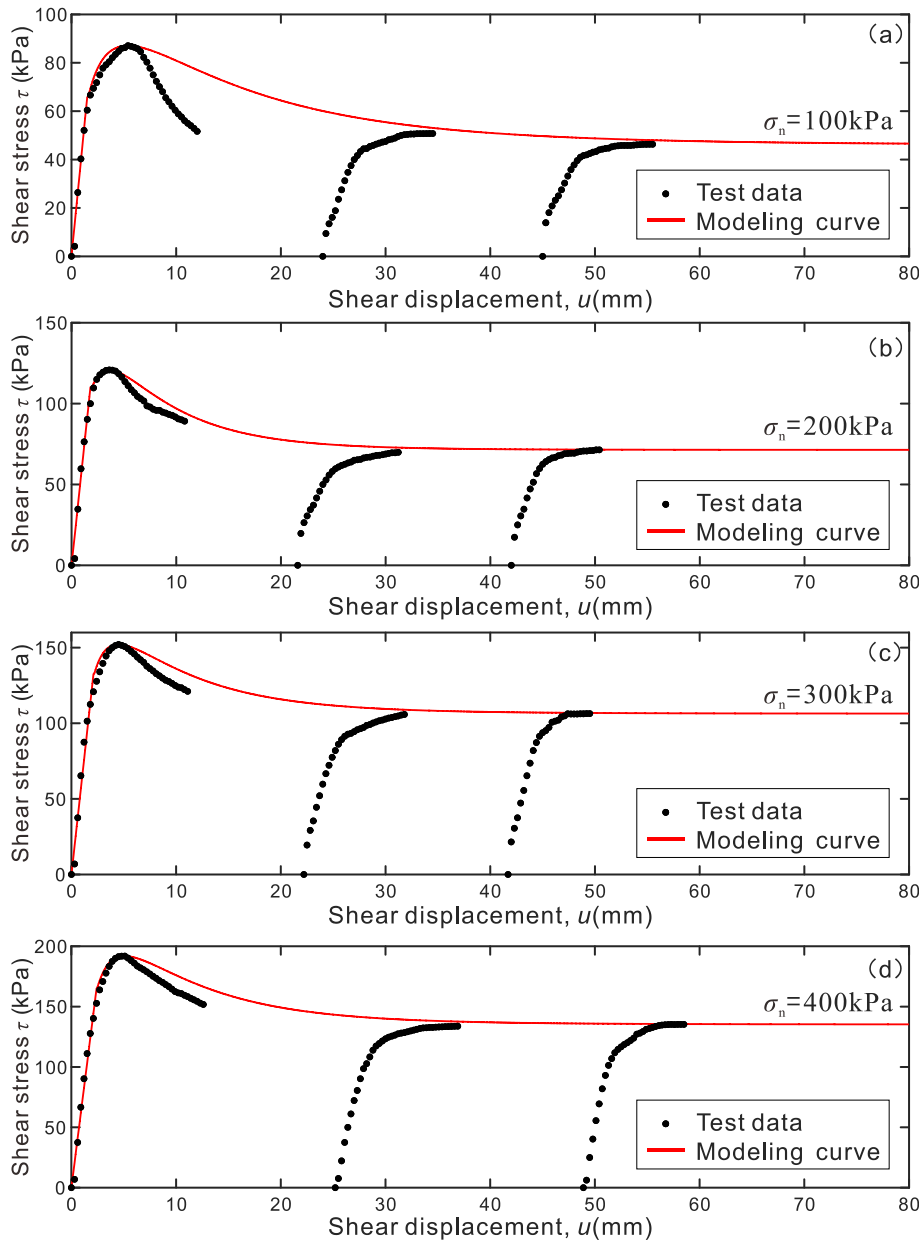 100
80
60
40
20
0
Shear stress τ (kPa)
(a)
σn=100kPa
Test data
Modeling curve
0 10 20 30 40 50 60 70 80
Shear displacement, u(mm)
150
100
50
0
Shear stress τ (kPa)
(b)
σn=200kPa
Test data
Modeling curve
0 10 20 30 40 50 60 70 80
Shear displacement, u(mm)
150
100
50
0
Shear stress τ (kPa)
(c)
σn=300kPa
Test data
Modeling curve
0 10 20 30 40 50 60 70 80
Shear displacement, u(mm)
200
150
100
50
0
Shear stress τ (kPa)
(d)
σn=400kPa
Test data
Modeling curve
0 10 20 30 40 50 60 70 80
Shear displacement, u(mm)